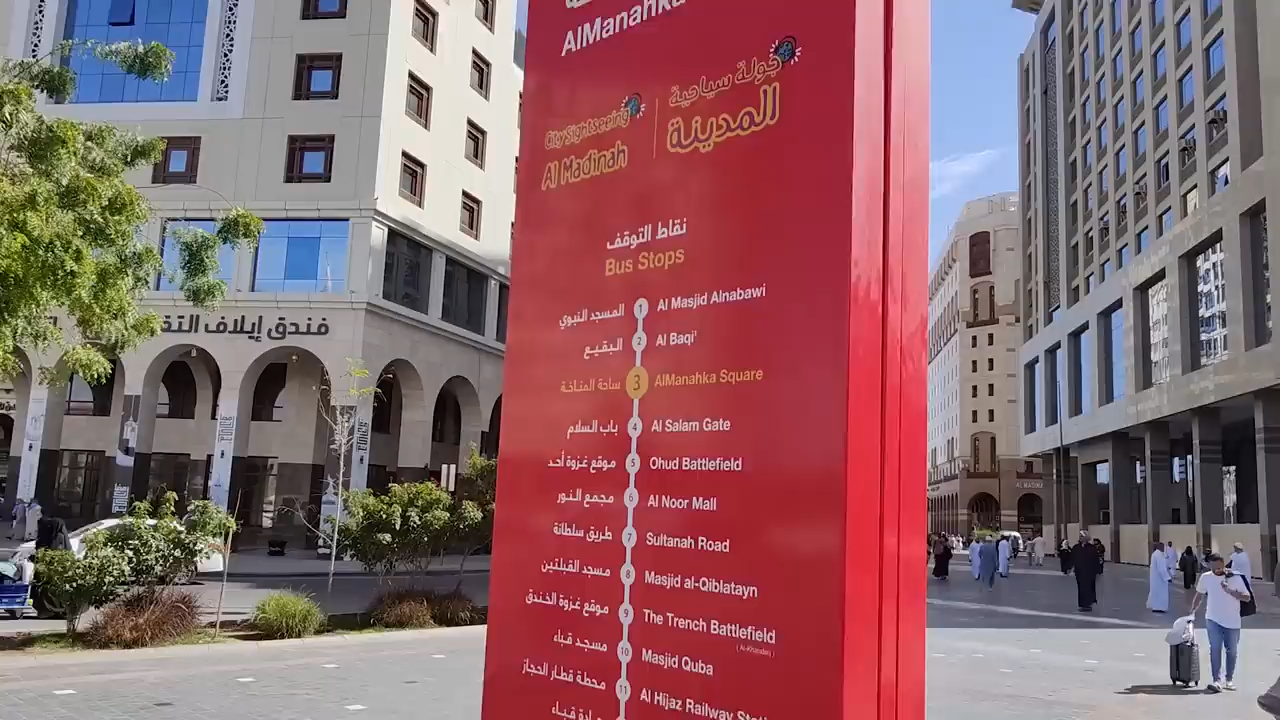 AlManahka
جولة سياحية
المدينة
City Sightseeing
Al Madinah
نقاط التوقف
Bus Stops
المسجد النبوي 1 Al Masjid Alnabawi
البقيع 2 Al Baqi'
ساحة المناخة 3 AlManahka Square
باب السلام 4 Al Salam Gate
موقع غزوة أحد 5 Ohud Battlefield
مجمع النور 6 Al Noor Mall
طريق سلطانة 7 Sultanah Road
مسجد القبلتين 8 Masjid al-Qiblatayn
موقع غزوة الخندق 9 The Trench Battlefield
(Al-Khandaq)
مسجد قباء 10 Masjid Quba
محطة قطار الحجاز 11 Al Hijaz Railway
فندق إيلاف
AL MADINA